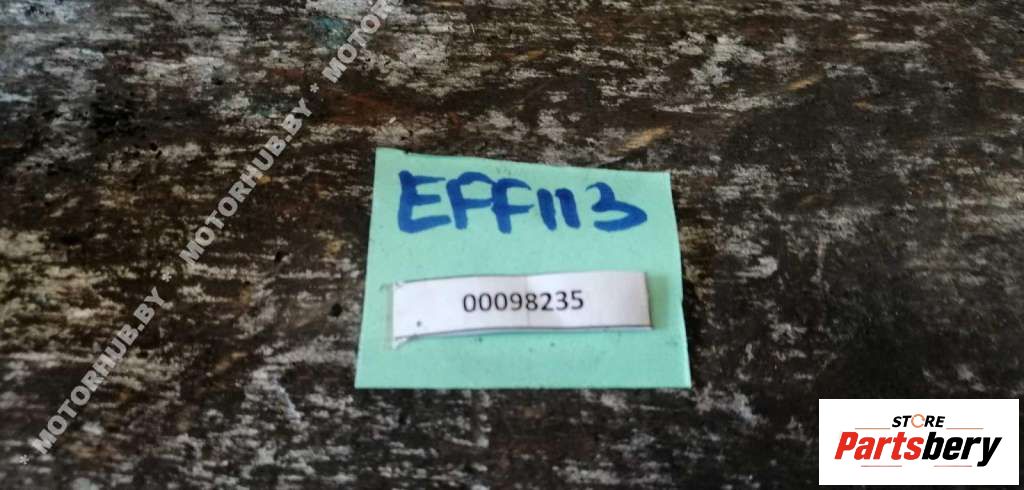 * MOTORHUB.BY * MOTORHUB.BY * MOTOR
EFF113
00098235
STORE
Partsbery